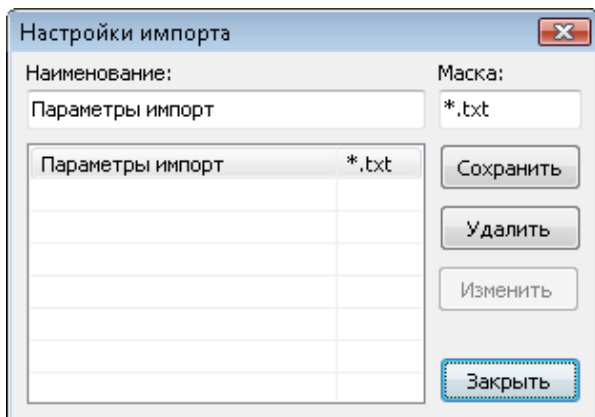 Настройки импорта
Наименование: Маска:
Параметры импорт *.txt
Параметры импорт *.txt
Сохранить
Удалить
Изменить
Закрыть